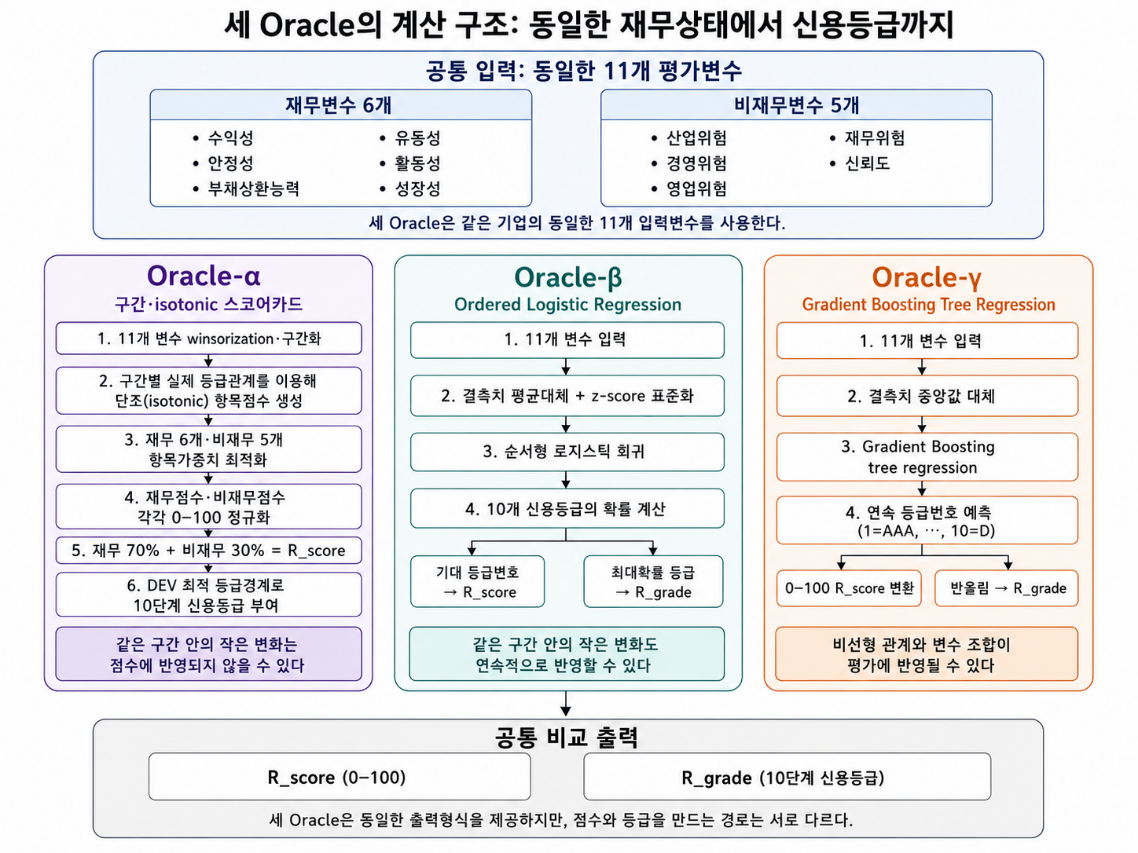 세 Oracle의 계산 구조: 동일한 재무상태에서 신용등급까지
공통 입력: 동일한 11개 평가변수
재무변수 6개
• 수익성
• 안정성
• 부채상환능력
• 유동성
• 활동성
• 성장성
비재무변수 5개
• 산업위험
• 경영위험
• 영업위험
• 재무위험
• 신뢰도
세 Oracle은 같은 기업의 동일한 11개 입력변수를 사용한다.
Oracle-α
구간·isotonic 스코어카드
1. 11개 변수 winsorization·구간화
2. 구간별 실제 등급관계를 이용해
단조(isotonic) 항목점수 생성
3. 재무 6개·비재무 5개
항목가중치 최적화
4. 재무점수·비재무점수
각각 0–100 정규화
5. 재무 70% + 비재무 30% = R_score
6. DEV 최적 등급경계로
10단계 신용등급 부여
같은 구간 안의 작은 변화는
점수에 반영되지 않을 수 있다
Oracle-β
Ordered Logistic Regression
1. 11개 변수 입력
2. 결측치 평균대체 + z-score 표준화
3. 순서형 로지스틱 회귀
4. 10개 신용등급의 확률 계산
기대 등급번호
→ R_score
최대확률 등급
→ R_grade
같은 구간 안의 작은 변화도
연속적으로 반영할 수 있다
Oracle-γ
Gradient Boosting Tree Regression
1. 11개 변수 입력
2. 결측치 중앙값 대체
3. Gradient Boosting
tree regression
4. 연속 등급번호 예측
(1=AAA, ⋯, 10=D)
0–100 R_score 변환
반올림 → R_grade
비선형 관계와 변수 조합이
평가에 반영될 수 있다
공통 비교 출력
R_score (0–100)
R_grade (10단계 신용등급)
세 Oracle은 동일한 출력형식을 제공하지만, 점수와 등급을 만드는 경로는 서로 다르다.